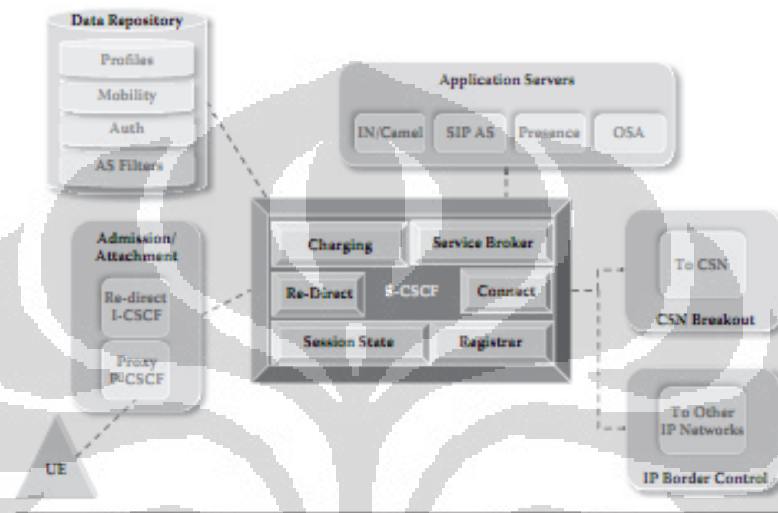 Data Repository
Profiles
Mobility
Auth
AS Filters
Application Servers
IN/Camel
SIP AS
Presence
OSA
Admission/
Attachment
Re-direct
I-CSCF
Proxy
P-CSCF
UE
Charging
Service Broker
Re-Direct
S-CSCF
Connect
Session State
Registrar
To CSN
CSN Breakout
To Other
IP Networks
IP Border Control